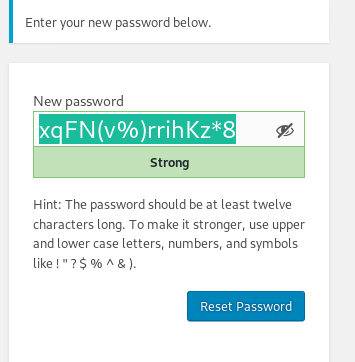 Enter your new password below.
New password
xqFN(v%)rrihKz*8
Strong
Hint: The password should be at least twelve
characters long. To make it stronger, use upper
and lower case letters, numbers, and symbols
like ! " ? $ % ^ & ).
Reset Password